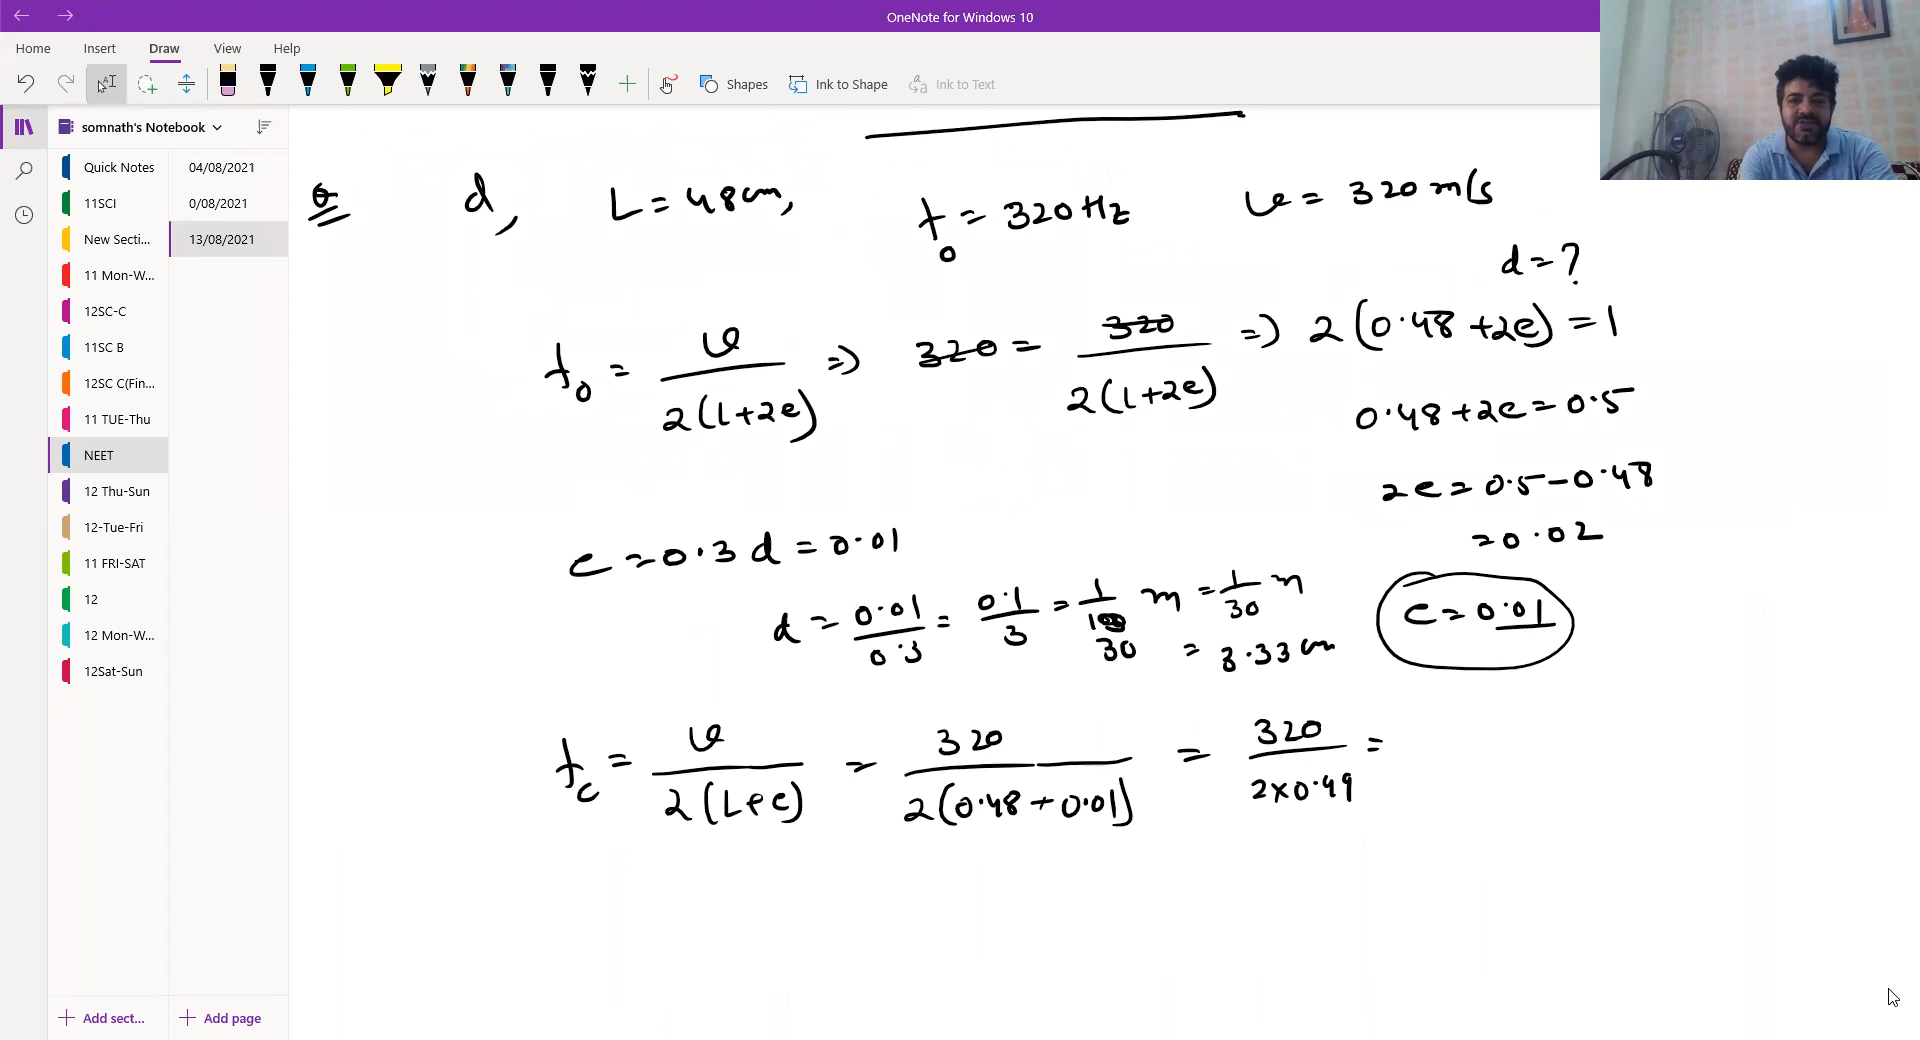 OneNote for Windows 10
Home Insert Draw View Help
Shapes Ink to Shape Ink to Text
somnath's Notebook
Quick Notes
11SCI
New Secti...
11 Mon-W...
12SC-C
11SC B
12SC C(Fin...
11 TUE-Thu
NEET
12 Thu-Sun
12-Tue-Fri
11 FRI-SAT
12
12 Mon-W...
12Sat-Sun
Add sect...
04/08/2021
0/08/2021
13/08/2021
Add page
Q d, L = 48cm, f₀ = 320Hz v = 320 m/s
d = ?
f₀ = v / 2(L+2e) ⇒ 320 = 320 / 2(L+2e) ⇒ 2(0.48 + 2e) = 1
0.48 + 2e = 0.5
2e = 0.5 - 0.48
= 0.02
e = 0.01
e = 0.3 d = 0.01
d = 0.01 / 0.3 = 0.1 / 3 = 1 / 30 m = 1 / 30 m
= 3.33 cm
f_c = v / 2(L+e) = 320 / 2(0.48 + 0.01) = 320 / 2×0.49 =